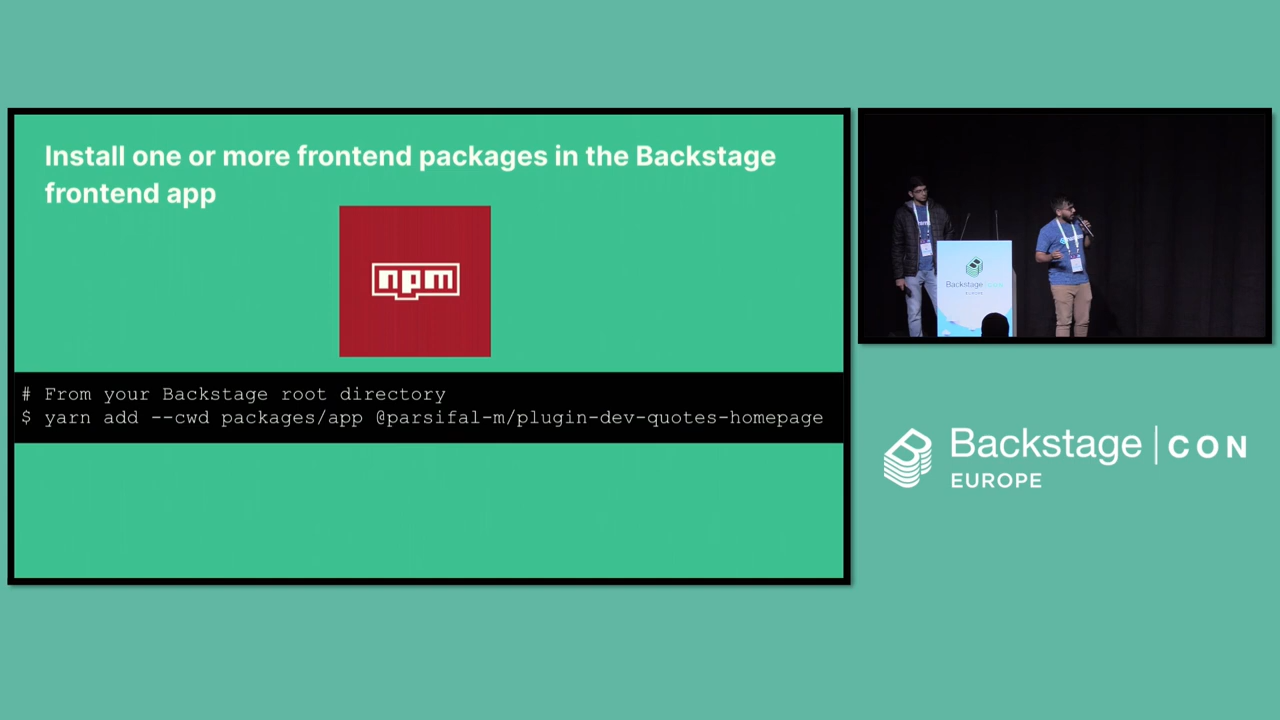 Install one or more frontend packages in the Backstage
frontend app
npm
# From your Backstage root directory
$ yarn add --cwd packages/app @parsifal-m/plugin-dev-quotes-homepage
Backstage
Backstage | CON
EUROPE